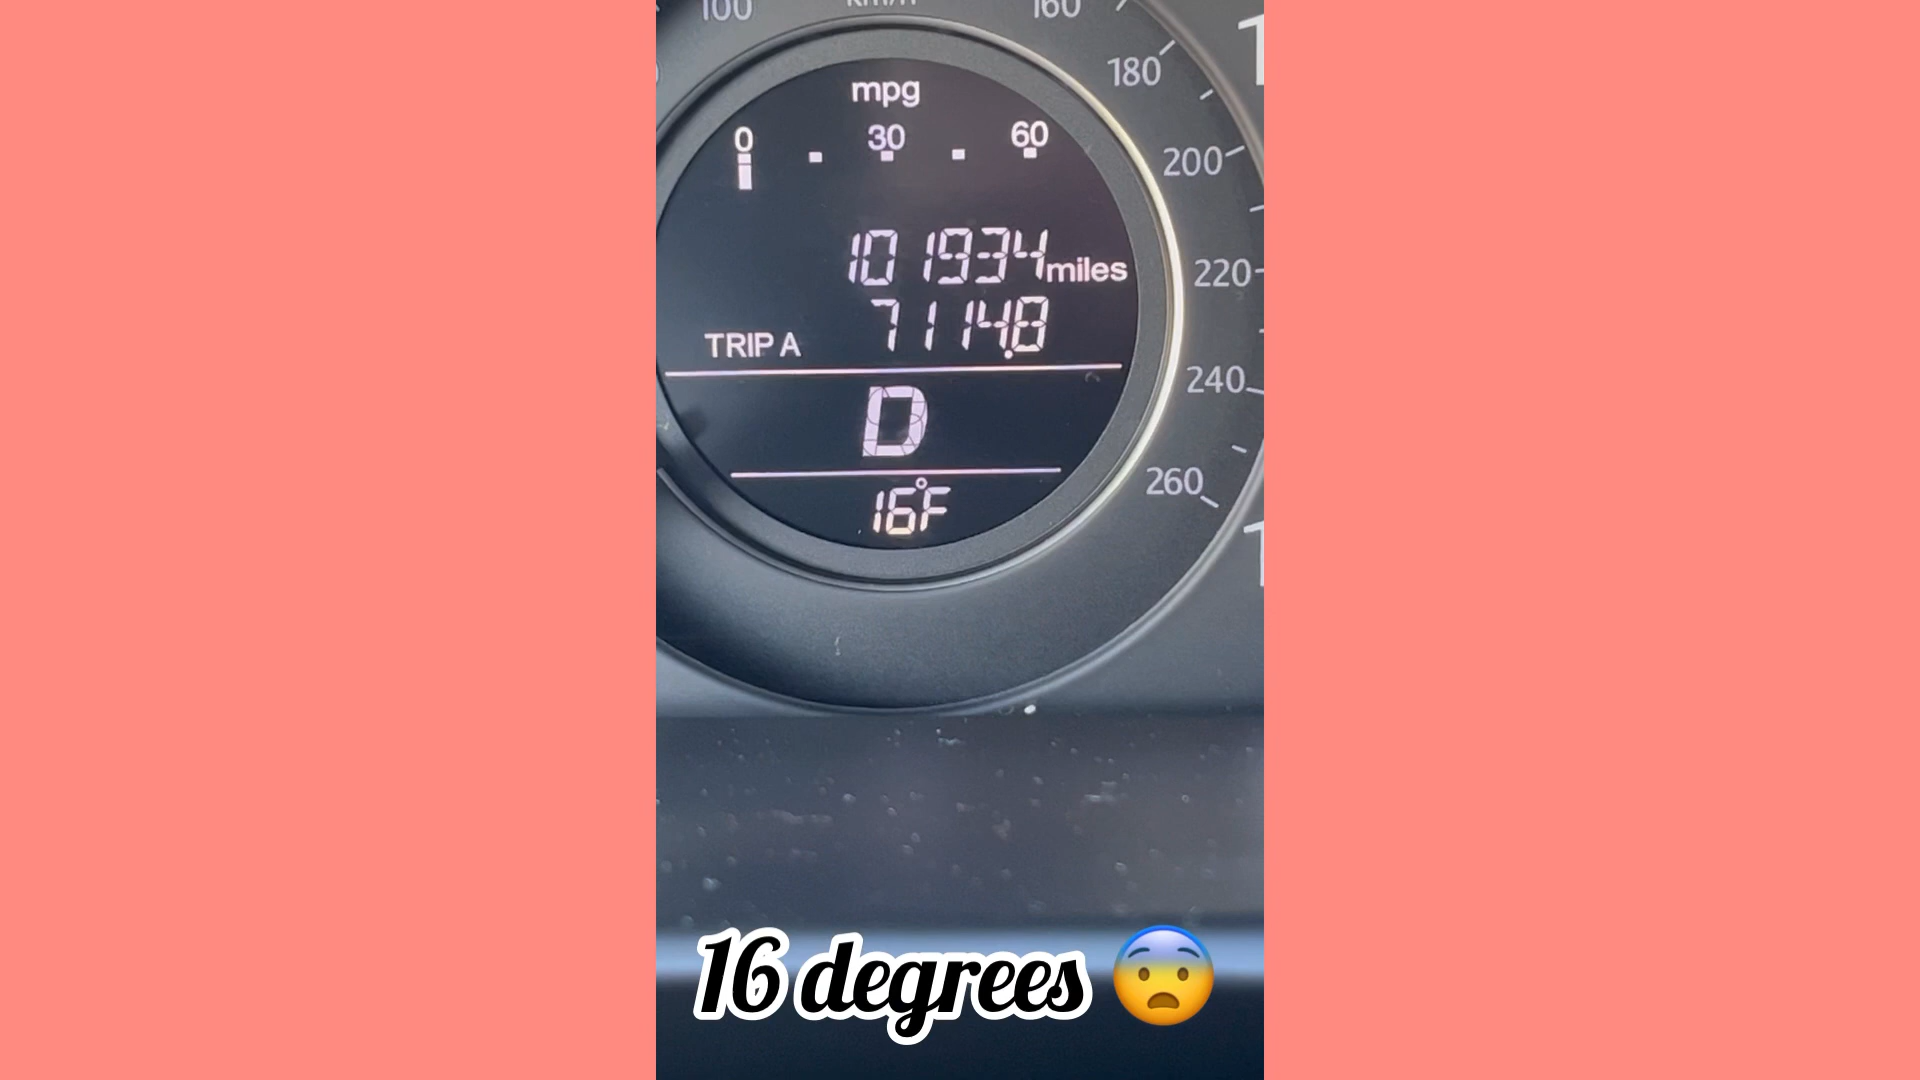 100 km/h 160
180
mpg
0 30 60
200
101934 miles
220
TRIP A 7114.8
240
D
260
16°F
16 degrees 😨